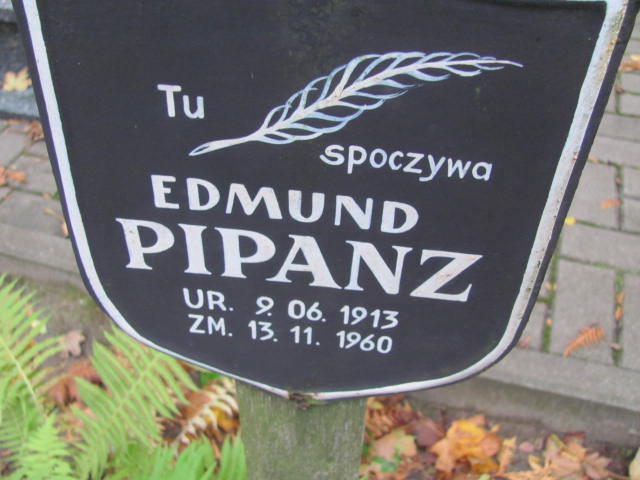 Tu
spoczywa
EDMUND
PIPANZ
UR. 9. 06. 1913
ZM. 13. 11. 1960